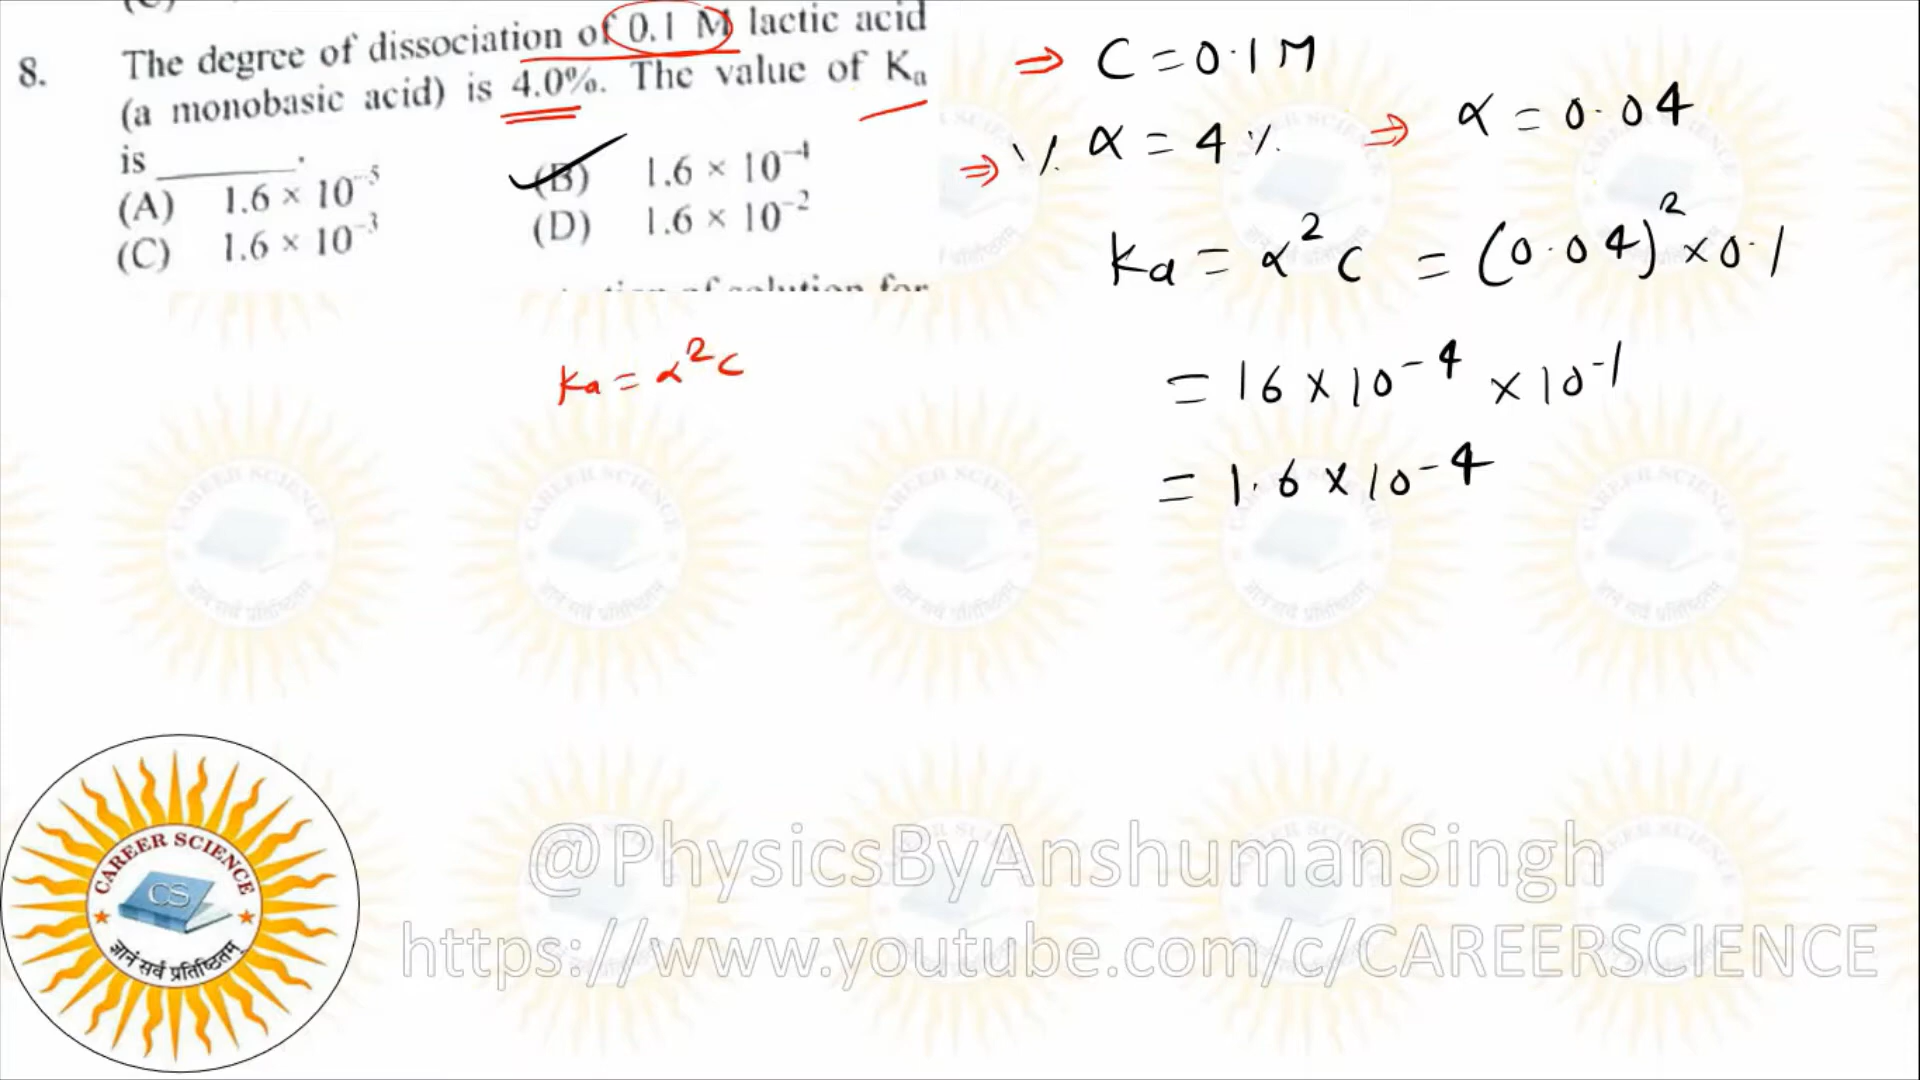 8.
The degree of dissociation of 0.1 M lactic acid
(a monobasic acid) is 4.0%. The value of Ka
is ________.
(A) 1.6 × 10⁻⁵ (B) 1.6 × 10⁻⁴
(C) 1.6 × 10⁻³ (D) 1.6 × 10⁻²
solution for
Ka = α²c
⇒ C = 0.1 M
⇒ % α = 4 % ⇒ α = 0.04
Ka = α² c = (0.04)² × 0.1
= 16 × 10⁻⁴ × 10⁻¹
= 1.6 × 10⁻⁴
CAREER SCIENCE
CS
ज्ञानं सर्वं प्रतिष्ठितम्
@PhysicsByAnshumanSingh
https://www.youtube.com/c/CAREERSCIENCE